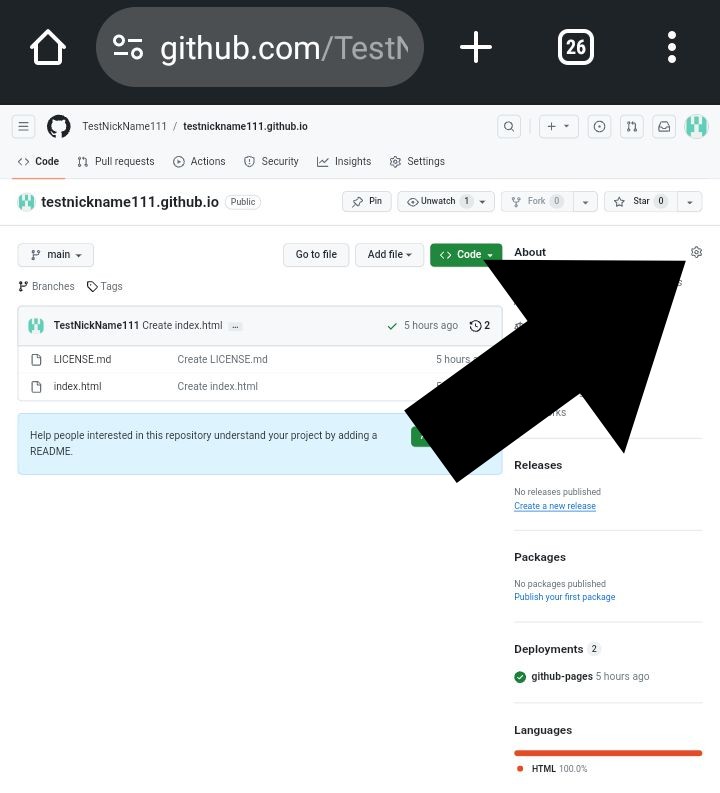 github.com/TestN
26
TestNickName111 / testnickname111.github.io
Code Pull requests Actions Security Insights Settings
testnickname111.github.io Public Pin Unwatch 1 Fork 0 Star 0
main Go to file Add file Code
Branches Tags
TestNickName111 Create index.html ... 5 hours ago 2
LICENSE.md Create LICENSE.md 5 hours
index.html Create index.html
Help people interested in this repository understand your project by adding a
README.
About
Releases
No releases published
Create a new release
Packages
No packages published
Publish your first package
Deployments 2
github-pages 5 hours ago
Languages
HTML 100.0%